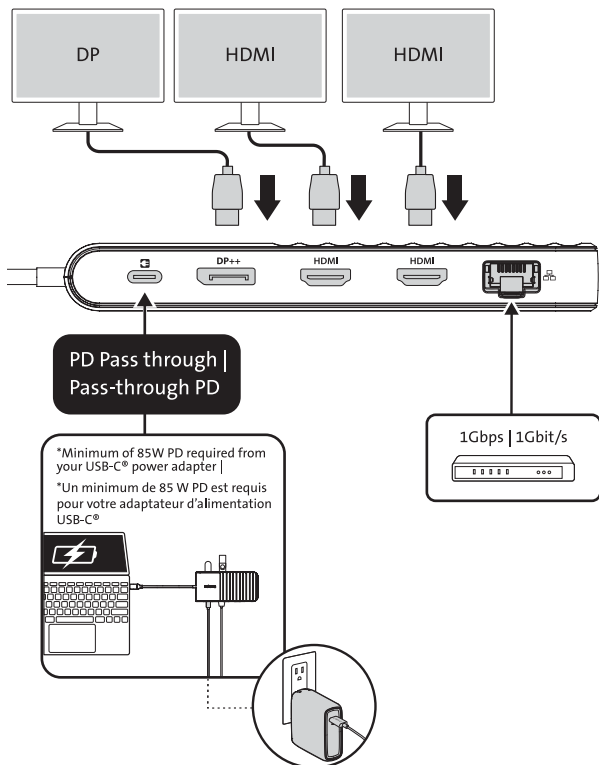 DP
HDMI
HDMI
DP++
HDMI
HDMI
PD Pass through |
Pass-through PD
1Gbps | 1Gbit/s
*Minimum of 85W PD required from
your USB-C® power adapter |
*Un minimum de 85 W PD est requis
pour votre adaptateur d'alimentation
USB-C®